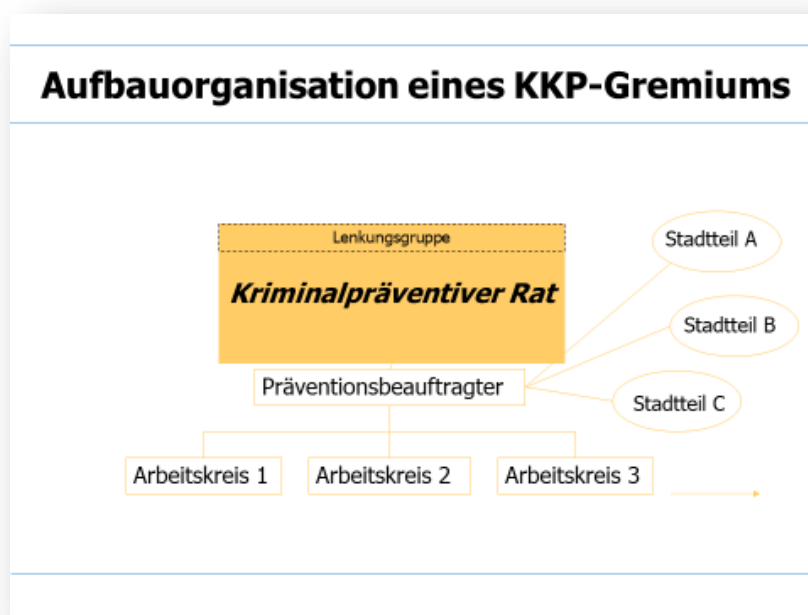 Aufbauorganisation eines KKP-Gremiums
Lenkungsgruppe
Kriminalpräventiver Rat
Stadtteil A
Stadtteil B
Stadtteil C
Präventionsbeauftragter
Arbeitskreis 1
Arbeitskreis 2
Arbeitskreis 3